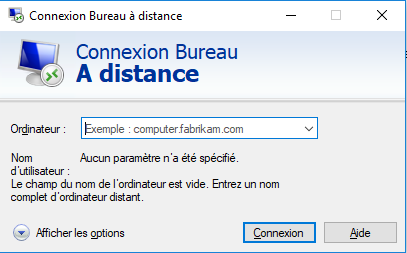 Connexion Bureau à distance
Connexion Bureau
A distance
Ordinateur :
Exemple : computer.fabrikam.com
Nom d'utilisateur :
Aucun paramètre n'a été spécifié.
Le champ du nom de l'ordinateur est vide. Entrez un nom
complet d'ordinateur distant.
Afficher les options
Connexion
Aide